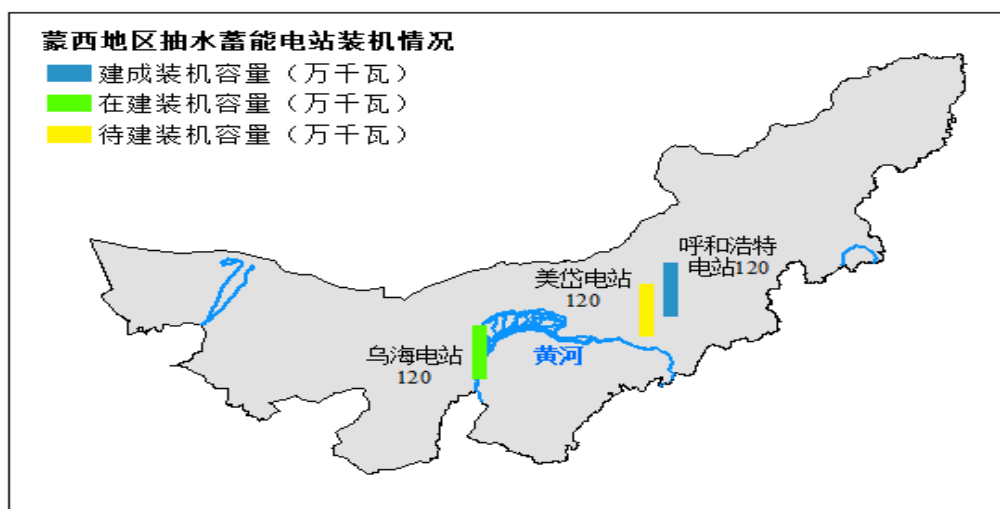 蒙西地区抽水蓄能电站装机情况
建成装机容量（万千瓦）
在建装机容量（万千瓦）
待建装机容量（万千瓦）
呼和浩特
电站120
美岱电站
120
黄河
乌海电站
120